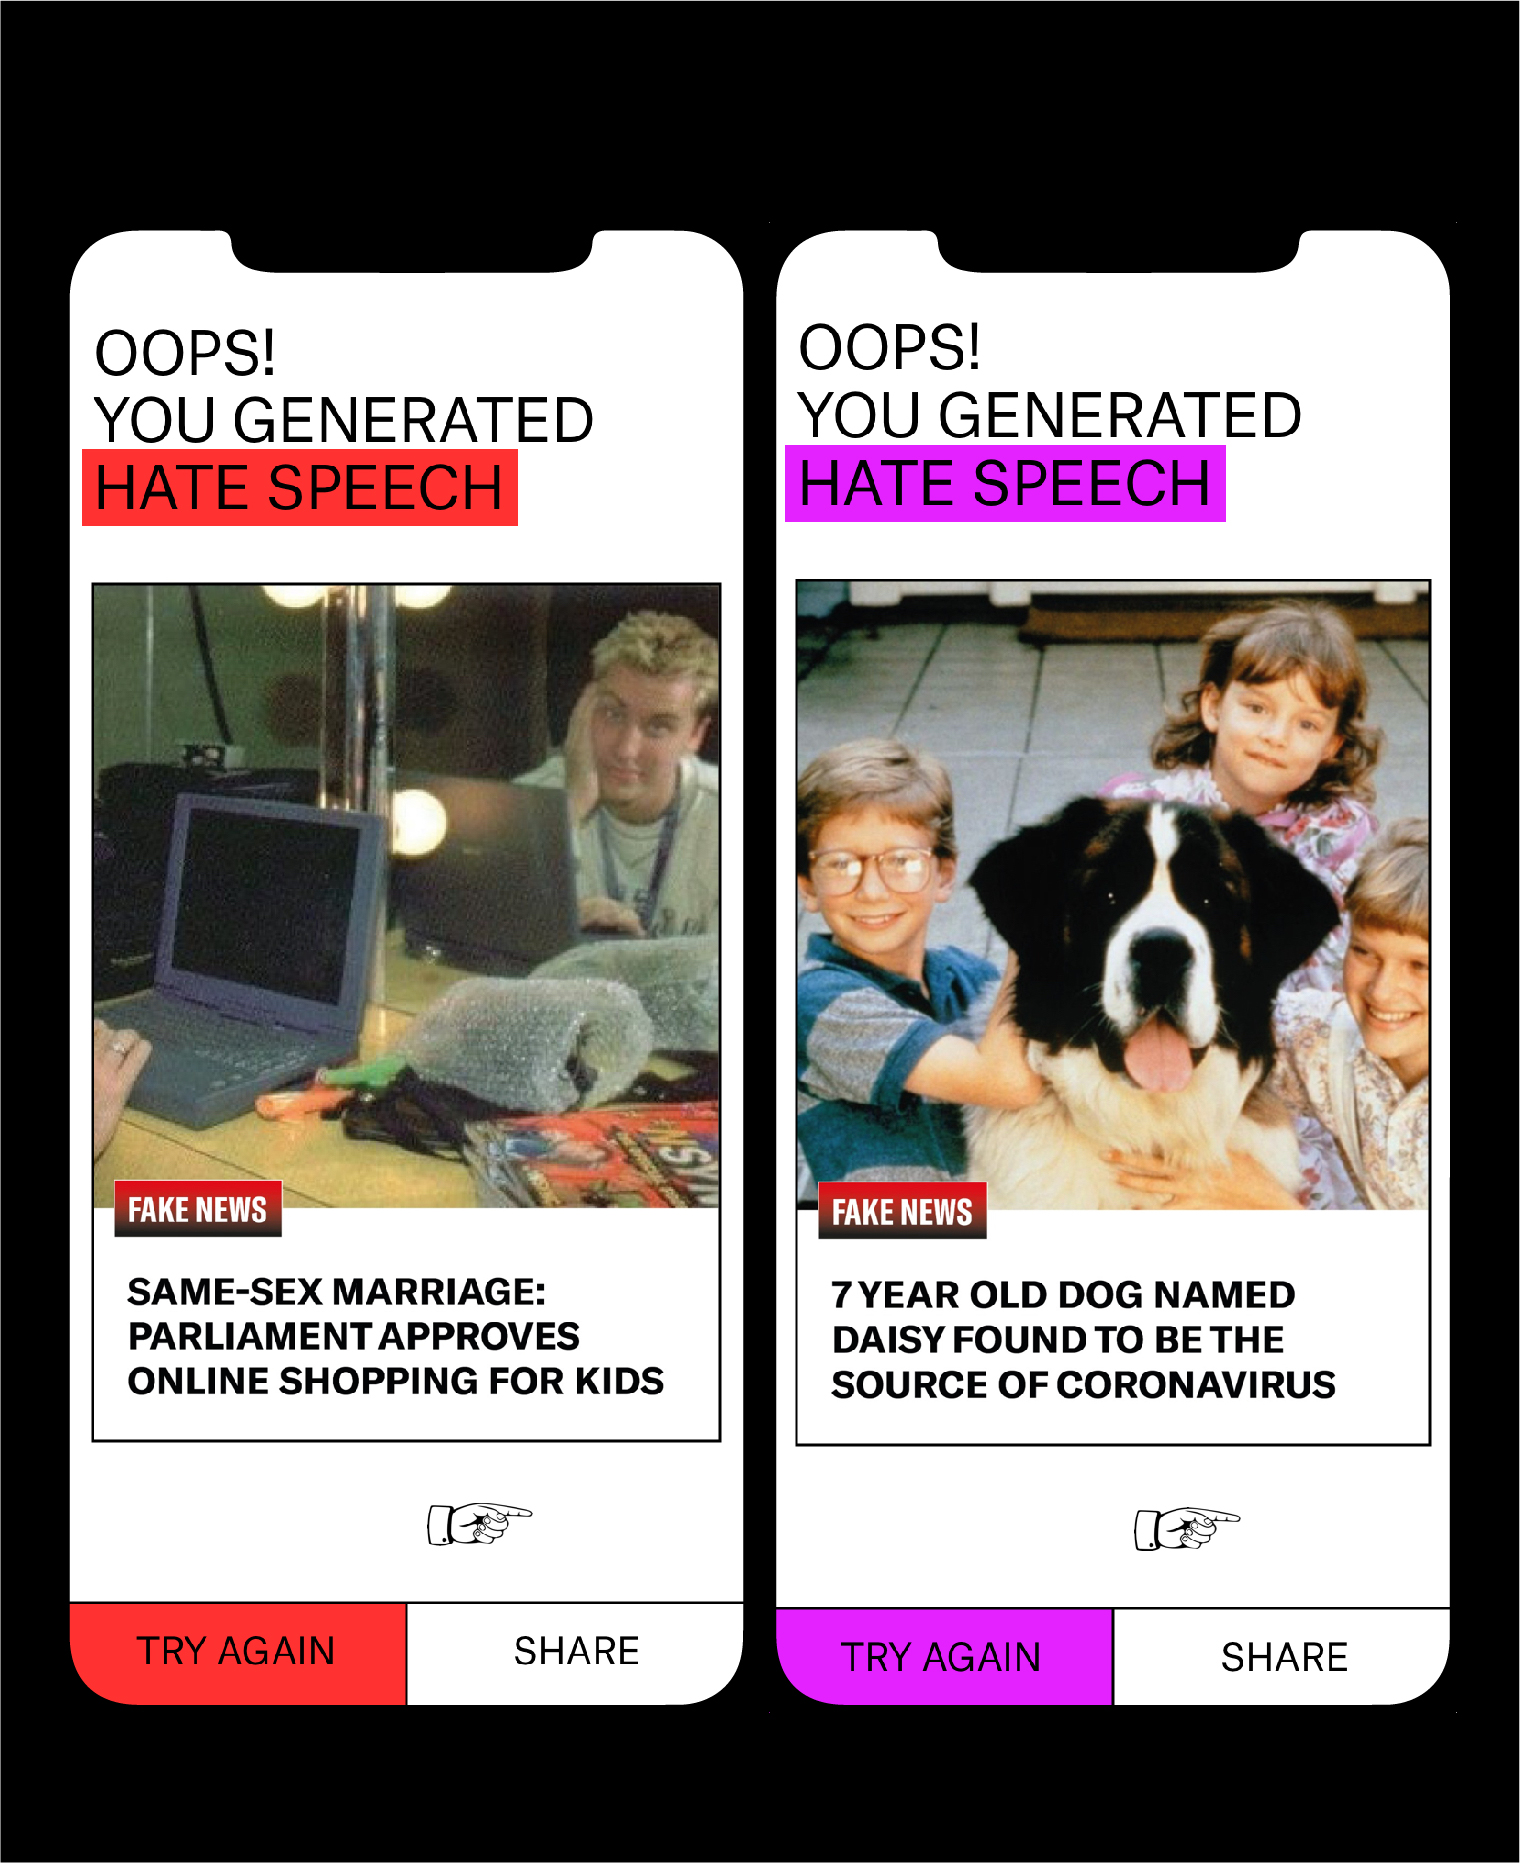 OOPS!
YOU GENERATED
HATE SPEECH
FAKE NEWS
SAME-SEX MARRIAGE:
PARLIAMENT APPROVES
ONLINE SHOPPING FOR KIDS
TRY AGAIN
SHARE
OOPS!
YOU GENERATED
HATE SPEECH
FAKE NEWS
7 YEAR OLD DOG NAMED
DAISY FOUND TO BE THE
SOURCE OF CORONAVIRUS
TRY AGAIN
SHARE